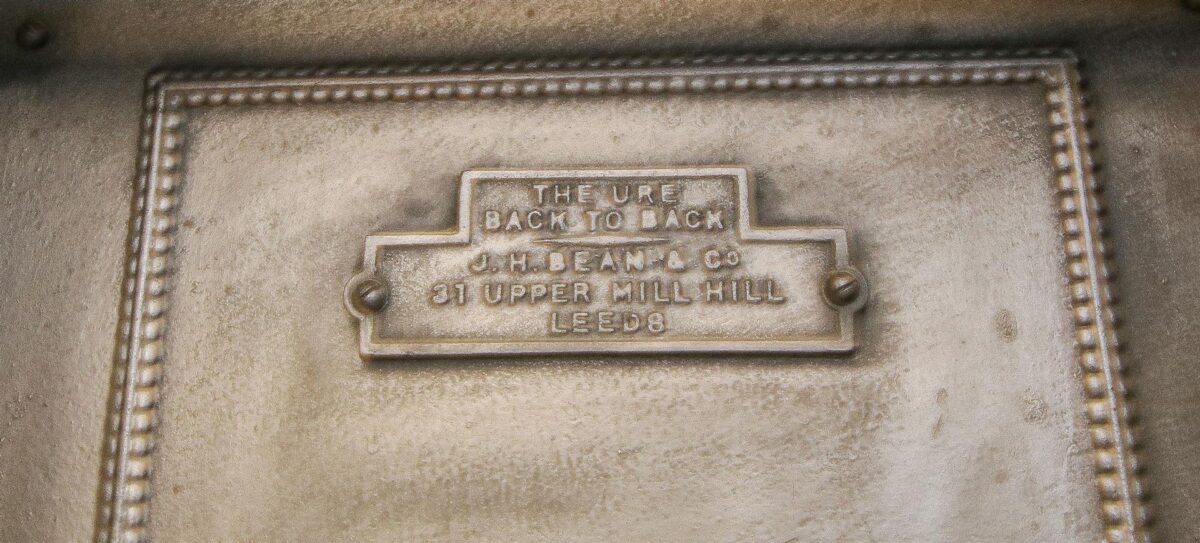 THE URE
BACK TO BACK
J. H. BEAN & Co
31 UPPER MILL HILL
LEEDS